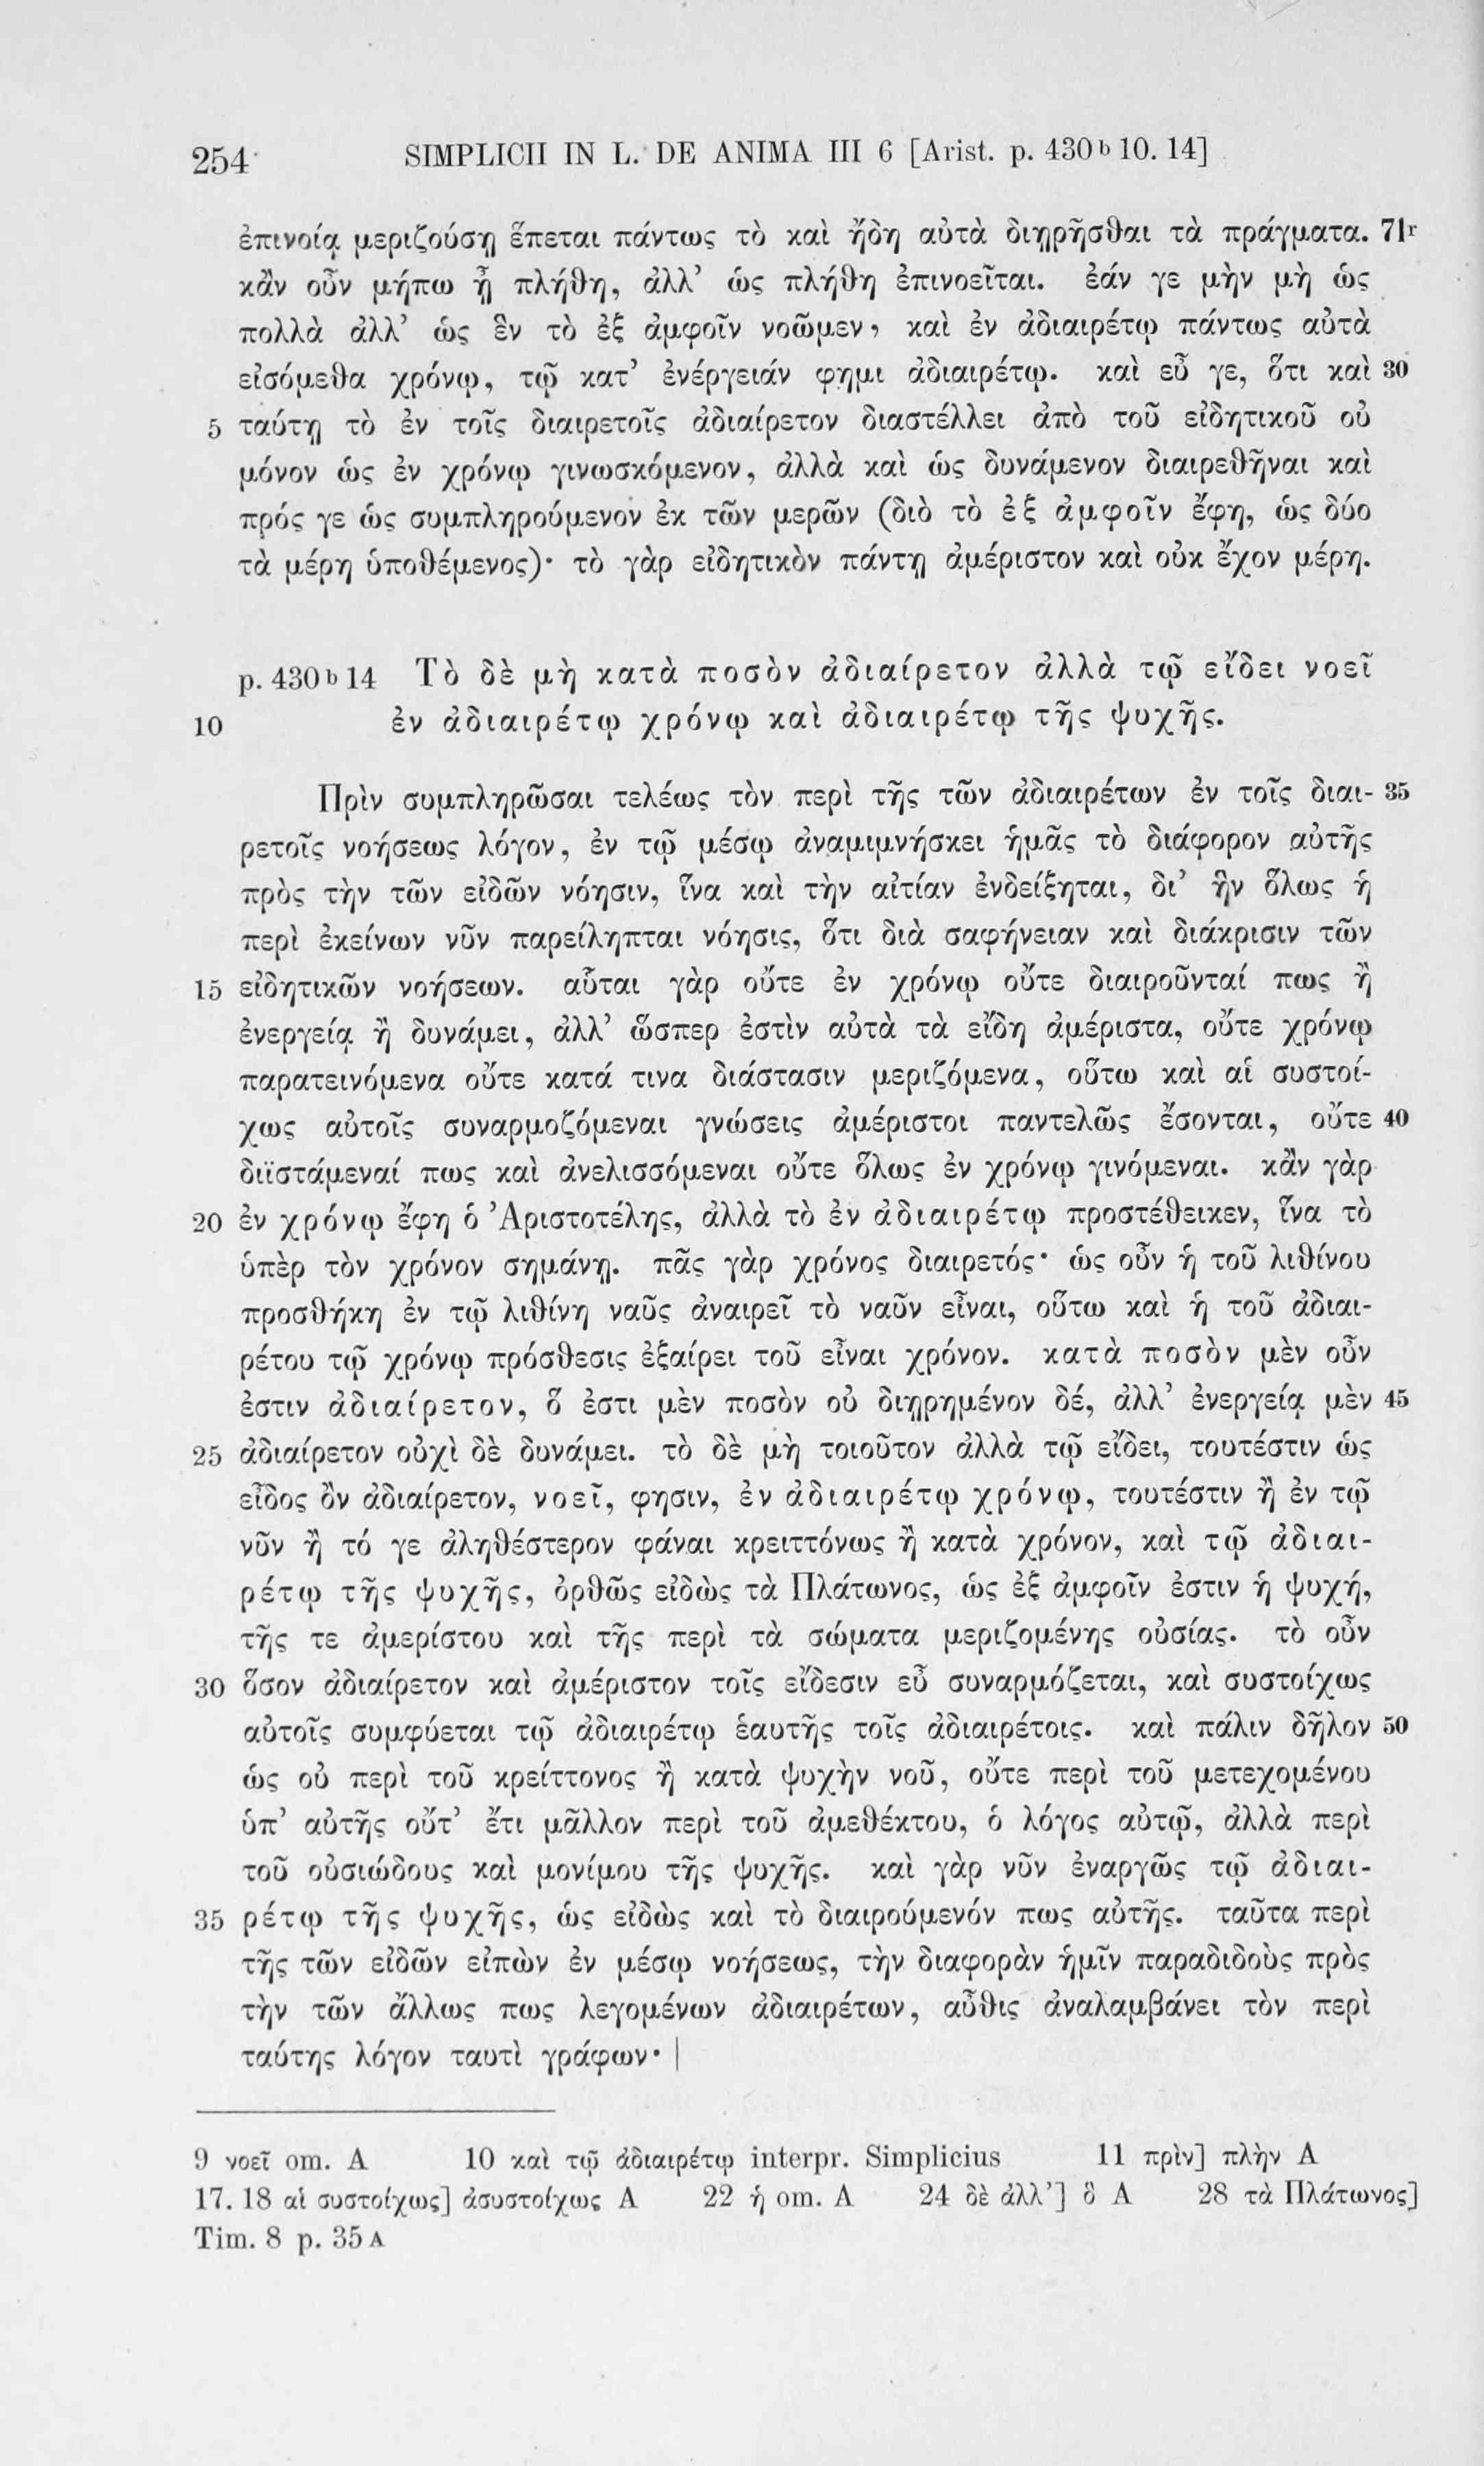 254 SIMPLICII IN L. DE ANIMA III 6 [Arist. p. 430 b 10. 14]
ἐπινοίᾳ μεριζούσῃ ἕπεται πάντως τὸ καὶ ἤδη αὐτὰ διῃρῆσθαι τὰ πράγματα. 71r
κἂν οὖν μήπω ᾖ πλήθη, ἀλλ’ ὡς πλήθη ἐπινοεῖται. ἐάν γε μὴν μὴ ὡς
πολλὰ ἀλλ’ ὡς ἓν τὸ ἐξ ἀμφοῖν νοῶμεν, καὶ ἐν ἀδιαιρέτῳ πάντως αὐτὰ
εἰσόμεθα χρόνῳ, τῷ κατ’ ἐνέργειάν φημι ἀδιαιρέτῳ. καὶ εὖ γε, ὅτι καὶ 30
5 ταύτῃ τὸ ἐν τοῖς διαιρετοῖς ἀδιαίρετον διαστέλλει ἀπὸ τοῦ εἰδητικοῦ οὐ
μόνον ὡς ἐν χρόνῳ γινωσκόμενον, ἀλλὰ καὶ ὡς δυνάμενον διαιρεθῆναι καὶ
πρός γε ὡς συμπληρούμενον ἐκ τῶν μερῶν (διὸ τὸ ἐξ ἀμφοῖν ἔφη, ὡς δύο
τὰ μέρη ὑποθέμενος)· τὸ γὰρ εἰδητικὸν πάντῃ ἀμέριστον καὶ οὐκ ἔχον μέρη.
p. 430 b 14 Τὸ δὲ μὴ κατὰ ποσὸν ἀδιαίρετον ἀλλὰ τῷ εἴδει νοεῖ
10 ἐν ἀδιαιρέτῳ χρόνῳ καὶ ἀδιαιρέτῳ τῆς ψυχῆς.
Πρὶν συμπληρῶσαι τελέως τὸν περὶ τῆς τῶν ἀδιαιρέτων ἐν τοῖς διαι- 35
ρετοῖς νοήσεως λόγον, ἐν τῷ μέσῳ ἀναμιμνήσκει ἡμᾶς τὸ διάφορον αὐτῆς
πρὸς τὴν τῶν εἰδῶν νόησιν, ἵνα καὶ τὴν αἰτίαν ἐνδείξηται, δι’ ἣν ὅλως ἡ
περὶ ἐκείνων νῦν παρείληπται νόησις, ὅτι διὰ σαφήνειαν καὶ διάκρισιν τῶν
15 εἰδητικῶν νοήσεων. αὗται γὰρ οὔτε ἐν χρόνῳ οὔτε διαιροῦνταί πως ἢ
ἐνεργείᾳ ἢ δυνάμει, ἀλλ’ ὥσπερ ἐστὶν αὐτὰ τὰ εἴδη ἀμέριστα, οὔτε χρόνῳ
παρατεινόμενα οὔτε κατά τινα διάστασιν μεριζόμενα, οὕτω καὶ αἱ συστοί-
χως αὐτοῖς συναρμοζόμεναι γνώσεις ἀμέριστοι παντελῶς ἔσονται, οὔτε 40
διϊστάμεναί πως καὶ ἀνελισσόμεναι οὔτε ὅλως ἐν χρόνῳ γινόμεναι. κἂν γὰρ
20 ἐν χρόνῳ ἔφη ὁ Ἀριστοτέλης, ἀλλὰ τὸ ἐν ἀδιαιρέτῳ προστέθεικεν, ἵνα τὸ
ὑπὲρ τὸν χρόνον σημάνῃ. πᾶς γὰρ χρόνος διαιρετός· ὡς οὖν ἡ τοῦ λιθίνου
προσθήκη ἐν τῷ λιθίνη ναῦς ἀναιρεῖ τὸ ναῦν εἶναι, οὕτω καὶ ἡ τοῦ ἀδιαι-
ρέτου τῷ χρόνῳ πρόσθεσις ἐξαίρει τοῦ εἶναι χρόνον. κατὰ ποσὸν μὲν οὖν
ἐστιν ἀδιαίρετον, ὅ ἐστι μὲν ποσὸν οὐ διῃρημένον δέ, ἀλλ’ ἐνεργείᾳ μὲν 45
25 ἀδιαίρετον οὐχὶ δὲ δυνάμει. τὸ δὲ μὴ τοιοῦτον ἀλλὰ τῷ εἴδει, τουτέστιν ὡς
εἶδος ὂν ἀδιαίρετον, νοεῖ, φησιν, ἐν ἀδιαιρέτῳ χρόνῳ, τουτέστιν ἢ ἐν τῷ
νῦν ἢ τό γε ἀληθέστερον φάναι κρειττόνως ἢ κατὰ χρόνον, καὶ τῷ ἀδιαι-
ρέτῳ τῆς ψυχῆς, ὀρθῶς εἰδὼς τὰ Πλάτωνος, ὡς ἐξ ἀμφοῖν ἐστιν ἡ ψυχή,
τῆς τε ἀμερίστου καὶ τῆς περὶ τὰ σώματα μεριζομένης οὐσίας. τὸ οὖν
30 ὅσον ἀδιαίρετον καὶ ἀμέριστον τοῖς εἴδεσιν εὖ συναρμόζεται, καὶ συστοίχως
αὐτοῖς συμφύεται τῷ ἀδιαιρέτῳ ἑαυτῆς τοῖς ἀδιαιρέτοις. καὶ πάλιν δῆλον 50
ὡς οὐ περὶ τοῦ κρείττονος ἢ κατὰ ψυχὴν νοῦ, οὔτε περὶ τοῦ μετεχομένου
ὑπ’ αὐτῆς οὔτ’ ἔτι μᾶλλον περὶ τοῦ ἀμεθέκτου, ὁ λόγος αὐτῷ, ἀλλὰ περὶ
τοῦ οὐσιώδους καὶ μονίμου τῆς ψυχῆς. καὶ γὰρ νῦν ἐναργῶς τῷ ἀδιαι-
35 ρέτῳ τῆς ψυχῆς, ὡς εἰδὼς καὶ τὸ διαιρούμενόν πως αὐτῆς. ταῦτα περὶ
τῆς τῶν εἰδῶν εἰπὼν ἐν μέσῳ νοήσεως, τὴν διαφορὰν ἡμῖν παραδιδοὺς πρὸς
τὴν τῶν ἄλλως πως λεγομένων ἀδιαιρέτων, αὖθις ἀναλαμβάνει τὸν περὶ
ταύτης λόγον ταυτὶ γράφων· |
9 νοεῖ om. A 10 καὶ τῷ ἀδιαιρέτῳ interpr. Simplicius 11 πρὶν] πλὴν A
17. 18 αἱ συστοίχως] ἀσυστοίχως A 22 ἡ om. A 24 δὲ ἀλλ’] ὃ A 28 τὰ Πλάτωνος]
Tim. 8 p. 35 A